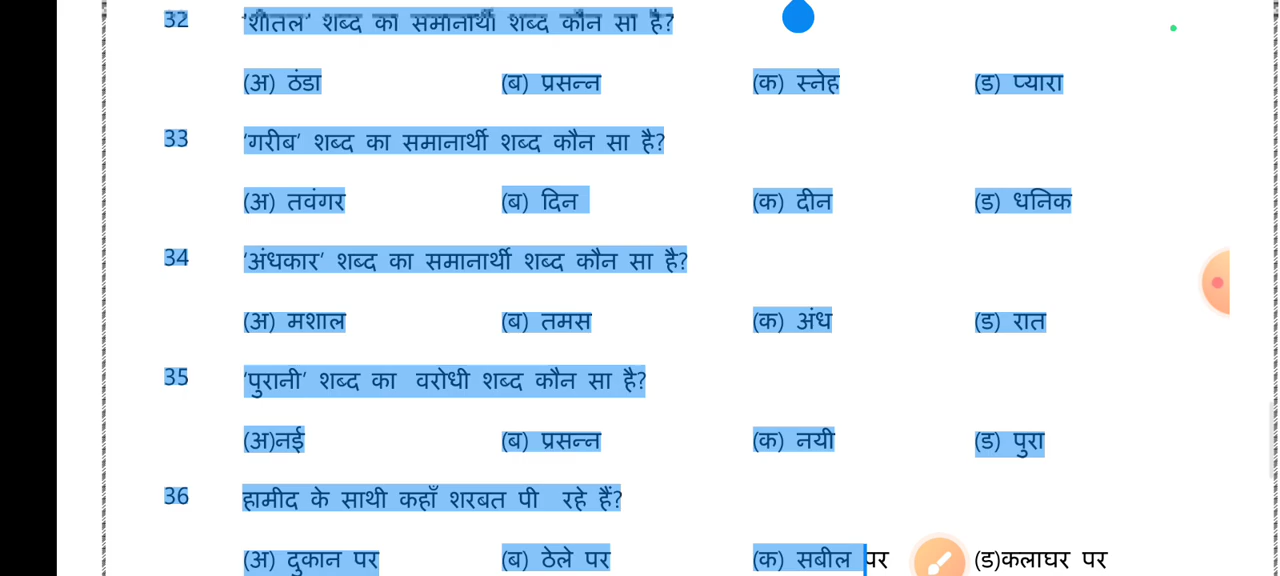 32 'शीतल' शब्द का समानार्थी शब्द कौन सा है?
(अ) ठंडा (ब) प्रसन्न (क) स्नेह (ड) प्यारा
33 'गरीब' शब्द का समानार्थी शब्द कौन सा है?
(अ) तवंगर (ब) दिन (क) दीन (ड) धनिक
34 'अंधकार' शब्द का समानार्थी शब्द कौन सा है?
(अ) मशाल (ब) तमस (क) अंध (ड) रात
35 'पुरानी' शब्द का वरोधी शब्द कौन सा है?
(अ)नई (ब) प्रसन्न (क) नयी (ड) पुरा
36 हामीद के साथी कहाँ शरबत पी रहे हैं?
(अ) दुकान पर (ब) ठेले पर (क) सबील पर (ड)कलाघर पर